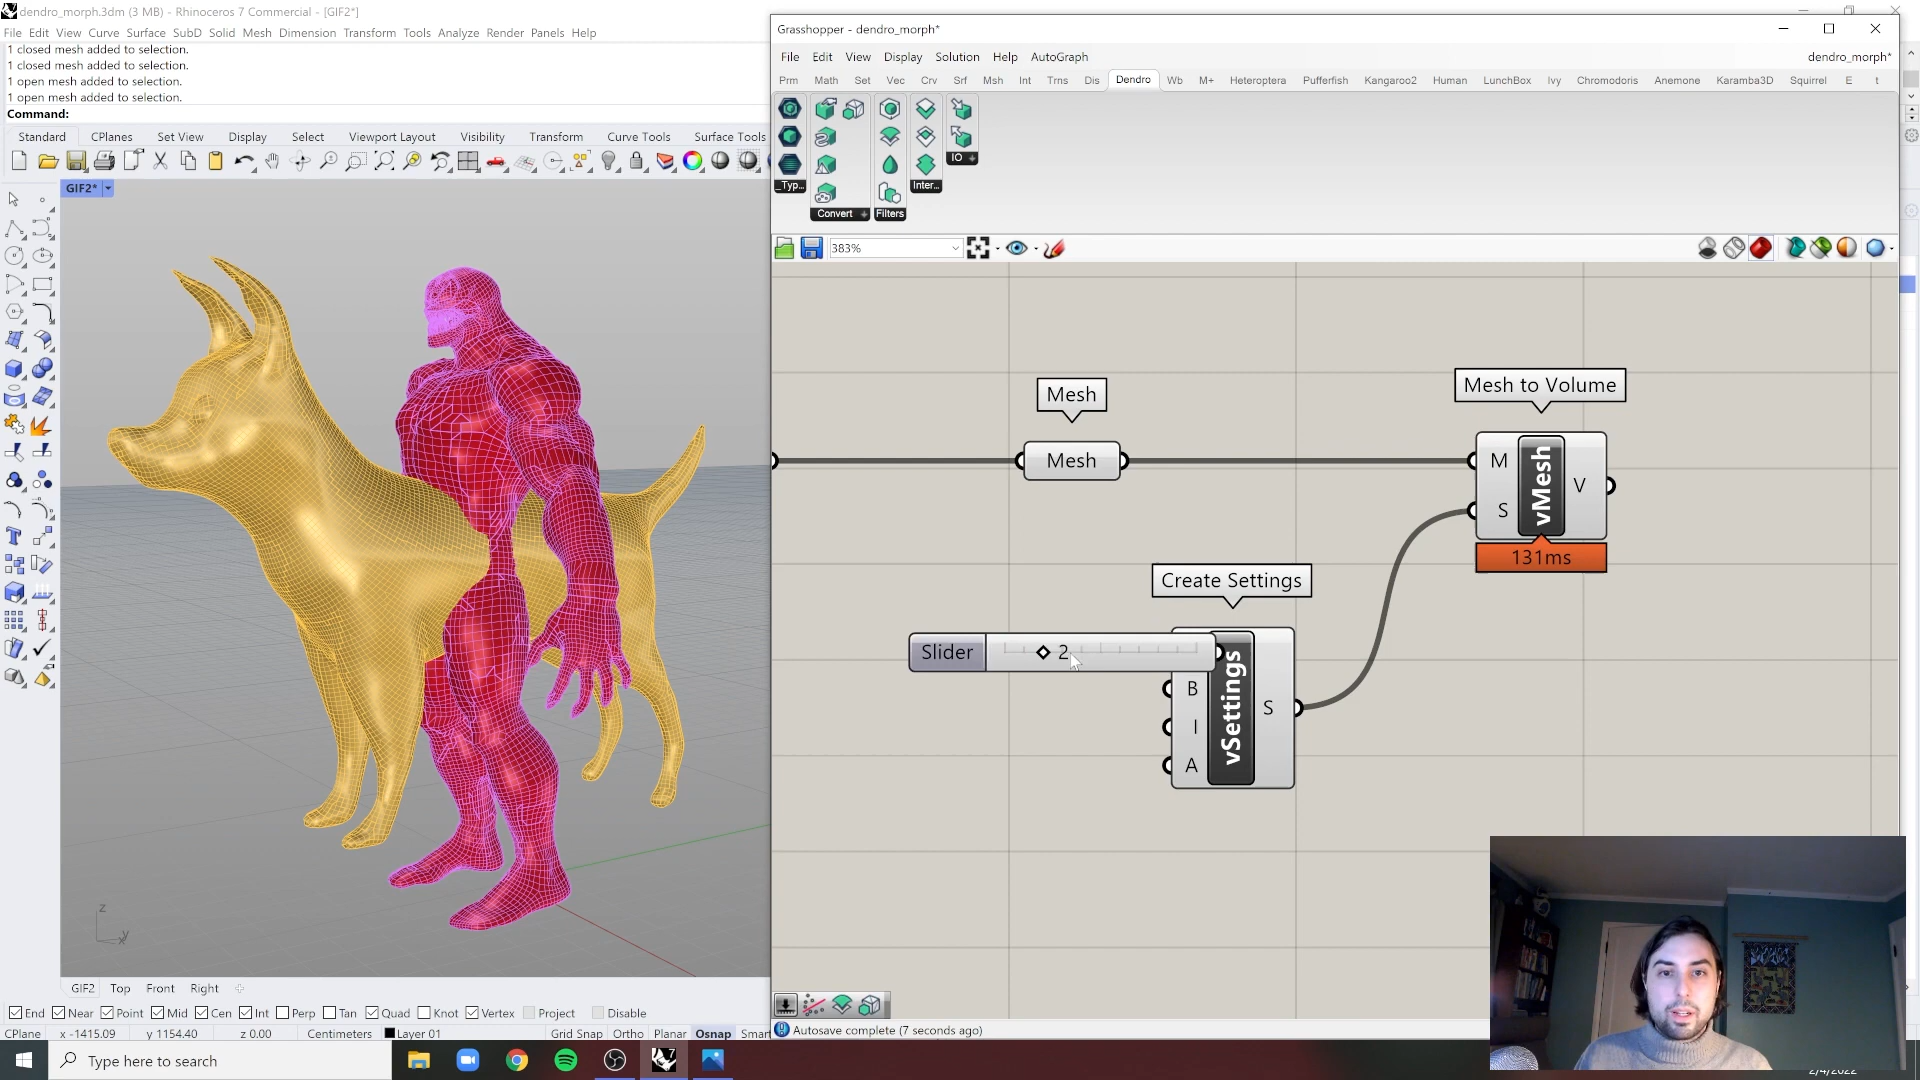 dendro_morph.3dm (3 MB) - Rhinoceros 7 Commercial - [GIF2*]
File Edit View Curve Surface SubD Solid Mesh Dimension Transform Tools Analyze Render Panels Help
1 closed mesh added to selection.
1 closed mesh added to selection.
1 open mesh added to selection.
1 open mesh added to selection.
Command:
Standard CPlanes Set View Display Select Viewport Layout Visibility Transform Curve Tools Surface Tools
GIF2*
z
y
x
GIF2 Top Front Right
End Near Point Mid Cen Int Perp Tan Quad Knot Vertex Project Disable
CPlane x -1415.09 y 1154.40 z 0.00 Centimeters Layer 01 Grid Snap Ortho Planar Osnap Smart
Grasshopper - dendro_morph*
File Edit View Display Solution Help AutoGraph dendro_morph*
Prm Math Set Vec Crv Srf Msh Int Trns Dis Dendro Wb M+ Heteroptera Pufferfish Kangaroo2 Human LunchBox Ivy Chromodoris Anemone Karamba3D Squirrel E t
_Typ... Convert Filters Inter... IO
383%
Mesh
Mesh
Mesh to Volume
M
S
vMesh
V
131ms
Create Settings
Slider 2
B
I
A
vSettings
S
Autosave complete (7 seconds ago)
Type here to search
2/4/2022